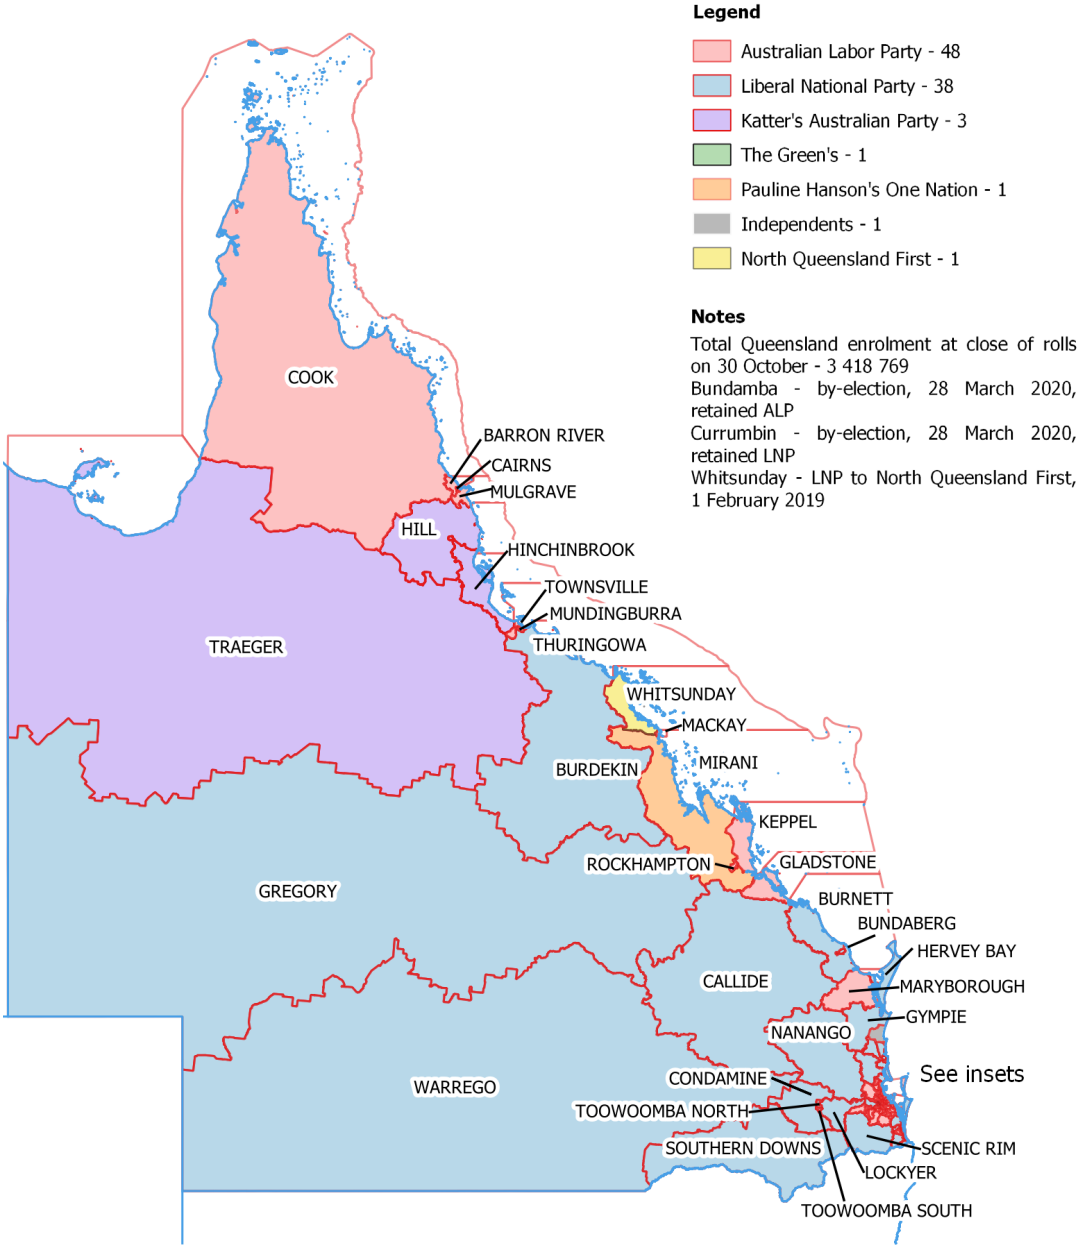 Legend
Australian Labor Party - 48
Liberal National Party - 38
Katter's Australian Party - 3
The Green's - 1
Pauline Hanson's One Nation - 1
Independents - 1
North Queensland First - 1
Notes
Total Queensland enrolment at close of rolls
on 30 October - 3 418 769
Bundamba - by-election, 28 March 2020,
retained ALP
Currumbin - by-election, 28 March 2020,
retained LNP
Whitsunday - LNP to North Queensland First,
1 February 2019
COOK
BARRON RIVER
CAIRNS
MULGRAVE
HILL
HINCHINBROOK
TOWNSVILLE
MUNDINGBURRA
THURINGOWA
TRAEGER
WHITSUNDAY
MACKAY
MIRANI
BURDEKIN
KEPPEL
ROCKHAMPTON
GLADSTONE
GREGORY
BURNETT
BUNDABERG
HERVEY BAY
CALLIDE
MARYBOROUGH
GYMPIE
NANANGO
See insets
CONDAMINE
WARREGO
TOOWOOMBA NORTH
SOUTHERN DOWNS
SCENIC RIM
LOCKYER
TOOWOOMBA SOUTH